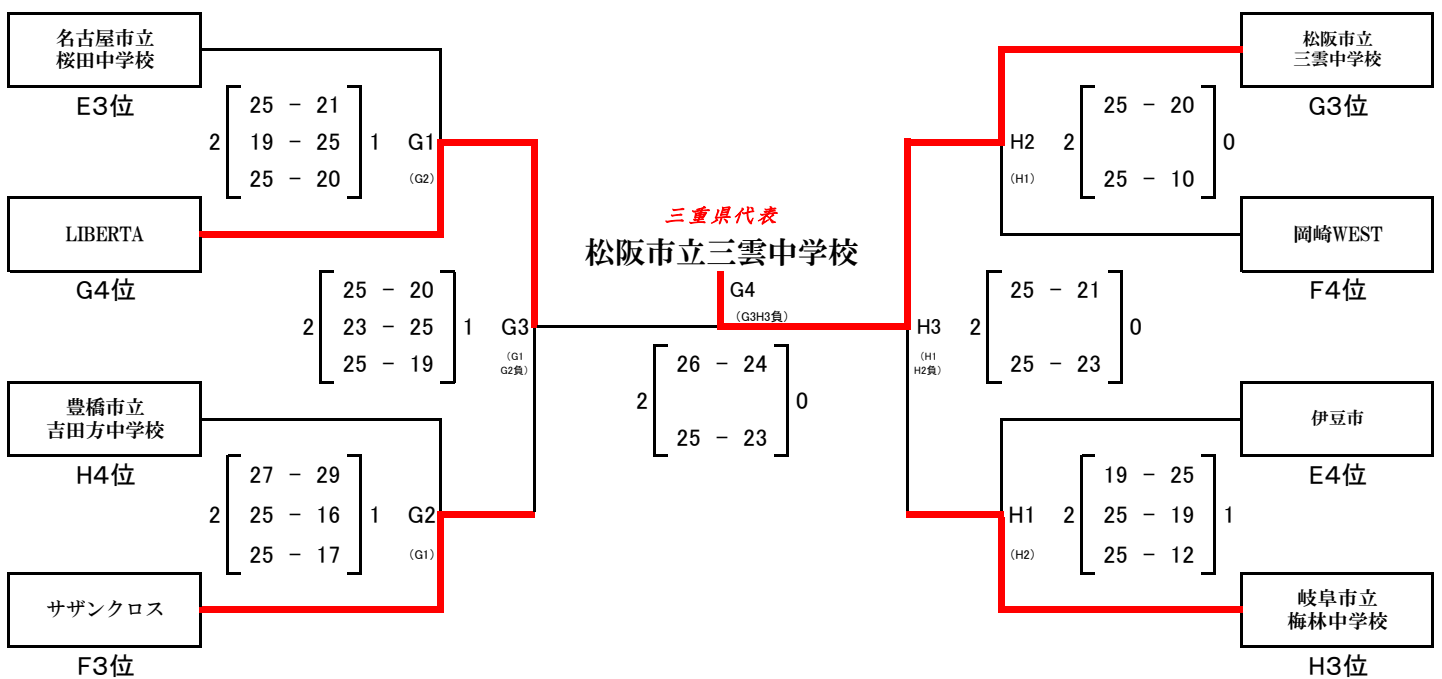 名古屋市立
桜田中学校
E3位
25 － 21
2 19 － 25 1
25 － 20
G1
(G2)
LIBERTA
G4位
25 － 20
2 23 － 25 1
25 － 19
G3
(G1
G2負)
豊橋市立
吉田方中学校
H4位
27 － 29
2 25 － 16 1
25 － 17
G2
(G1)
サザンクロス
F3位
三重県代表
松阪市立三雲中学校
G4
(G3H3負)
26 － 24
2 0
25 － 23
松阪市立
三雲中学校
G3位
H2
(H1)
25 － 20
2 0
25 － 10
岡崎WEST
F4位
H3
(H1
H2負)
25 － 21
2 0
25 － 23
伊豆市
E4位
H1
(H2)
19 － 25
2 25 － 19 1
25 － 12
岐阜市立
梅林中学校
H3位